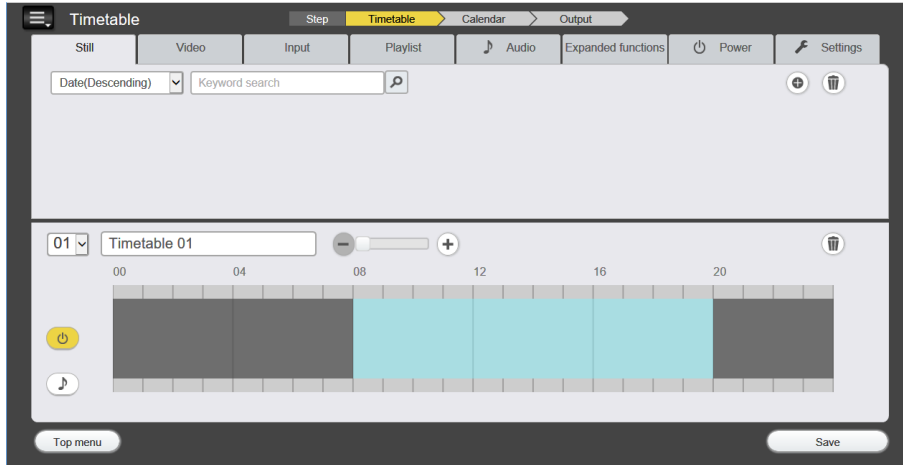 Timetable
Step Timetable Calendar Output
Still Video Input Playlist Audio Expanded functions Power Settings
Date(Descending) Keyword search
01 Timetable 01
00 04 08 12 16 20
Top menu Save